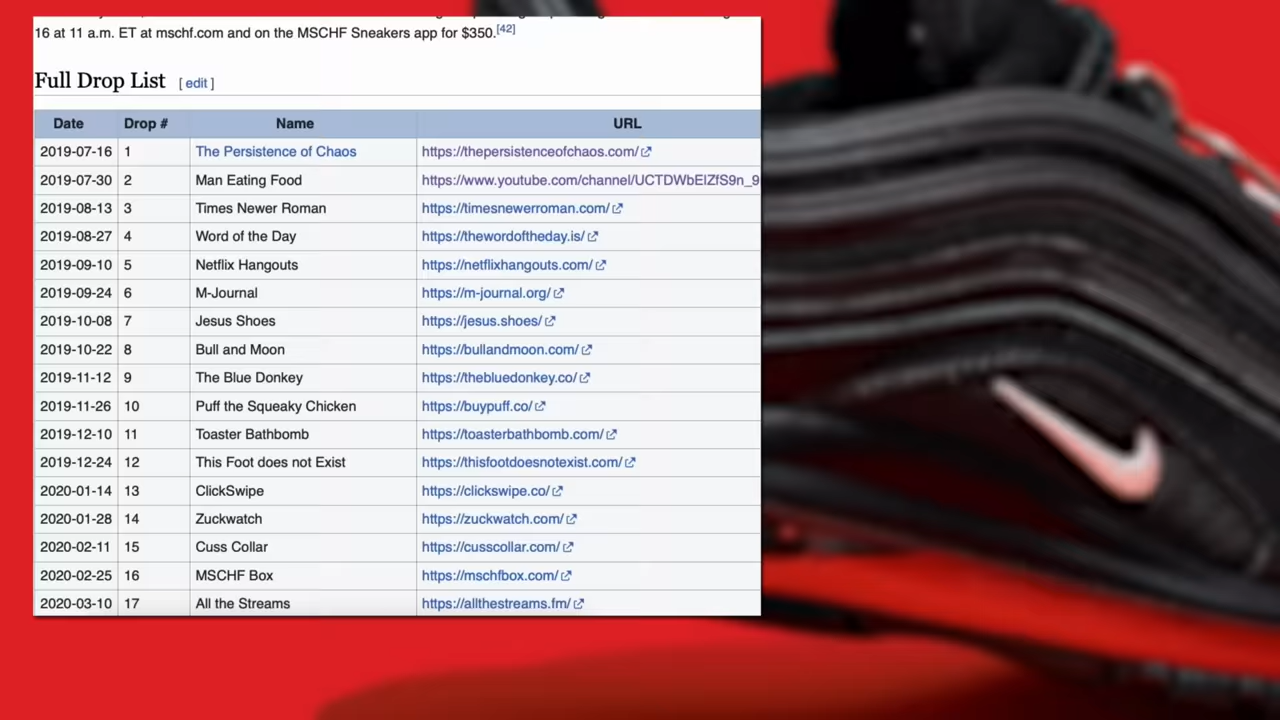 16 at 11 a.m. ET at mschf.com and on the MSCHF Sneakers app for $350.[42]
Full Drop List [ edit ]
Date Drop # Name URL
2019-07-16 1 The Persistence of Chaos https://thepersistenceofchaos.com/
2019-07-30 2 Man Eating Food https://www.youtube.com/channel/UCTDWbEIZfS9n_9
2019-08-13 3 Times Newer Roman https://timesnewerroman.com/
2019-08-27 4 Word of the Day https://thewordoftheday.is/
2019-09-10 5 Netflix Hangouts https://netflixhangouts.com/
2019-09-24 6 M-Journal https://m-journal.org/
2019-10-08 7 Jesus Shoes https://jesus.shoes/
2019-10-22 8 Bull and Moon https://bullandmoon.com/
2019-11-12 9 The Blue Donkey https://thebluedonkey.co/
2019-11-26 10 Puff the Squeaky Chicken https://buypuff.co/
2019-12-10 11 Toaster Bathbomb https://toasterbathbomb.com/
2019-12-24 12 This Foot does not Exist https://thisfootdoesnotexist.com/
2020-01-14 13 ClickSwipe https://clickswipe.co/
2020-01-28 14 Zuckwatch https://zuckwatch.com/
2020-02-11 15 Cuss Collar https://cusscollar.com/
2020-02-25 16 MSCHF Box https://mschfbox.com/
2020-03-10 17 All the Streams https://allthestreams.fm/